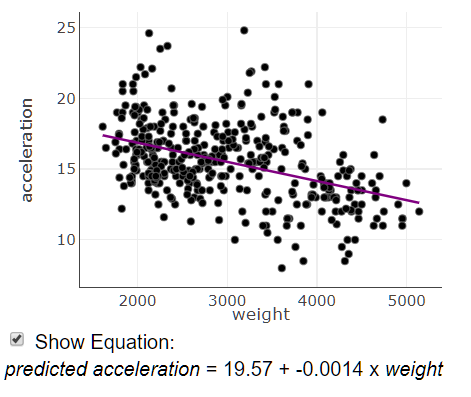 25
20
15
10
acceleration
2000 3000 4000 5000
weight
Show Equation:
predicted acceleration = 19.57 + -0.0014 x weight